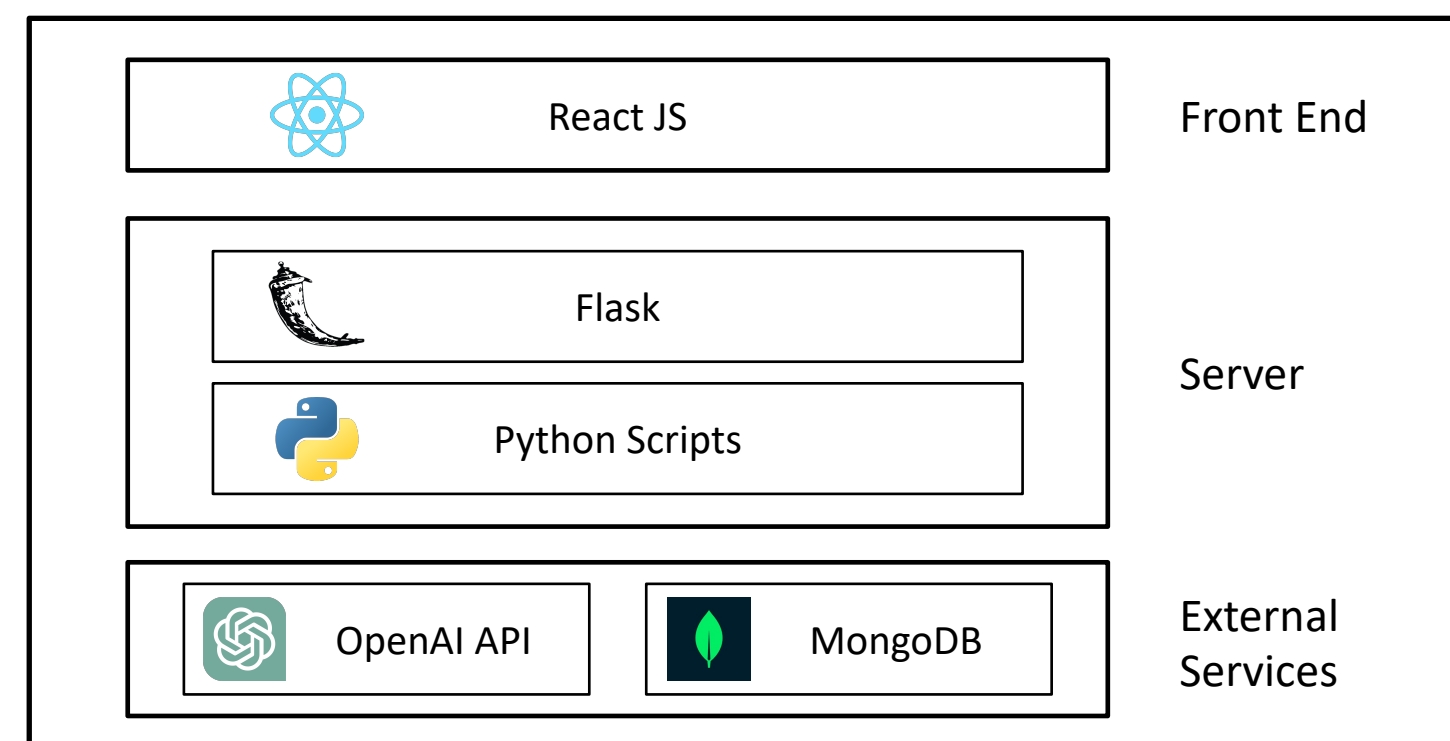 React JS
Front End
Flask
Server
Python Scripts
OpenAI API
MongoDB
External
Services